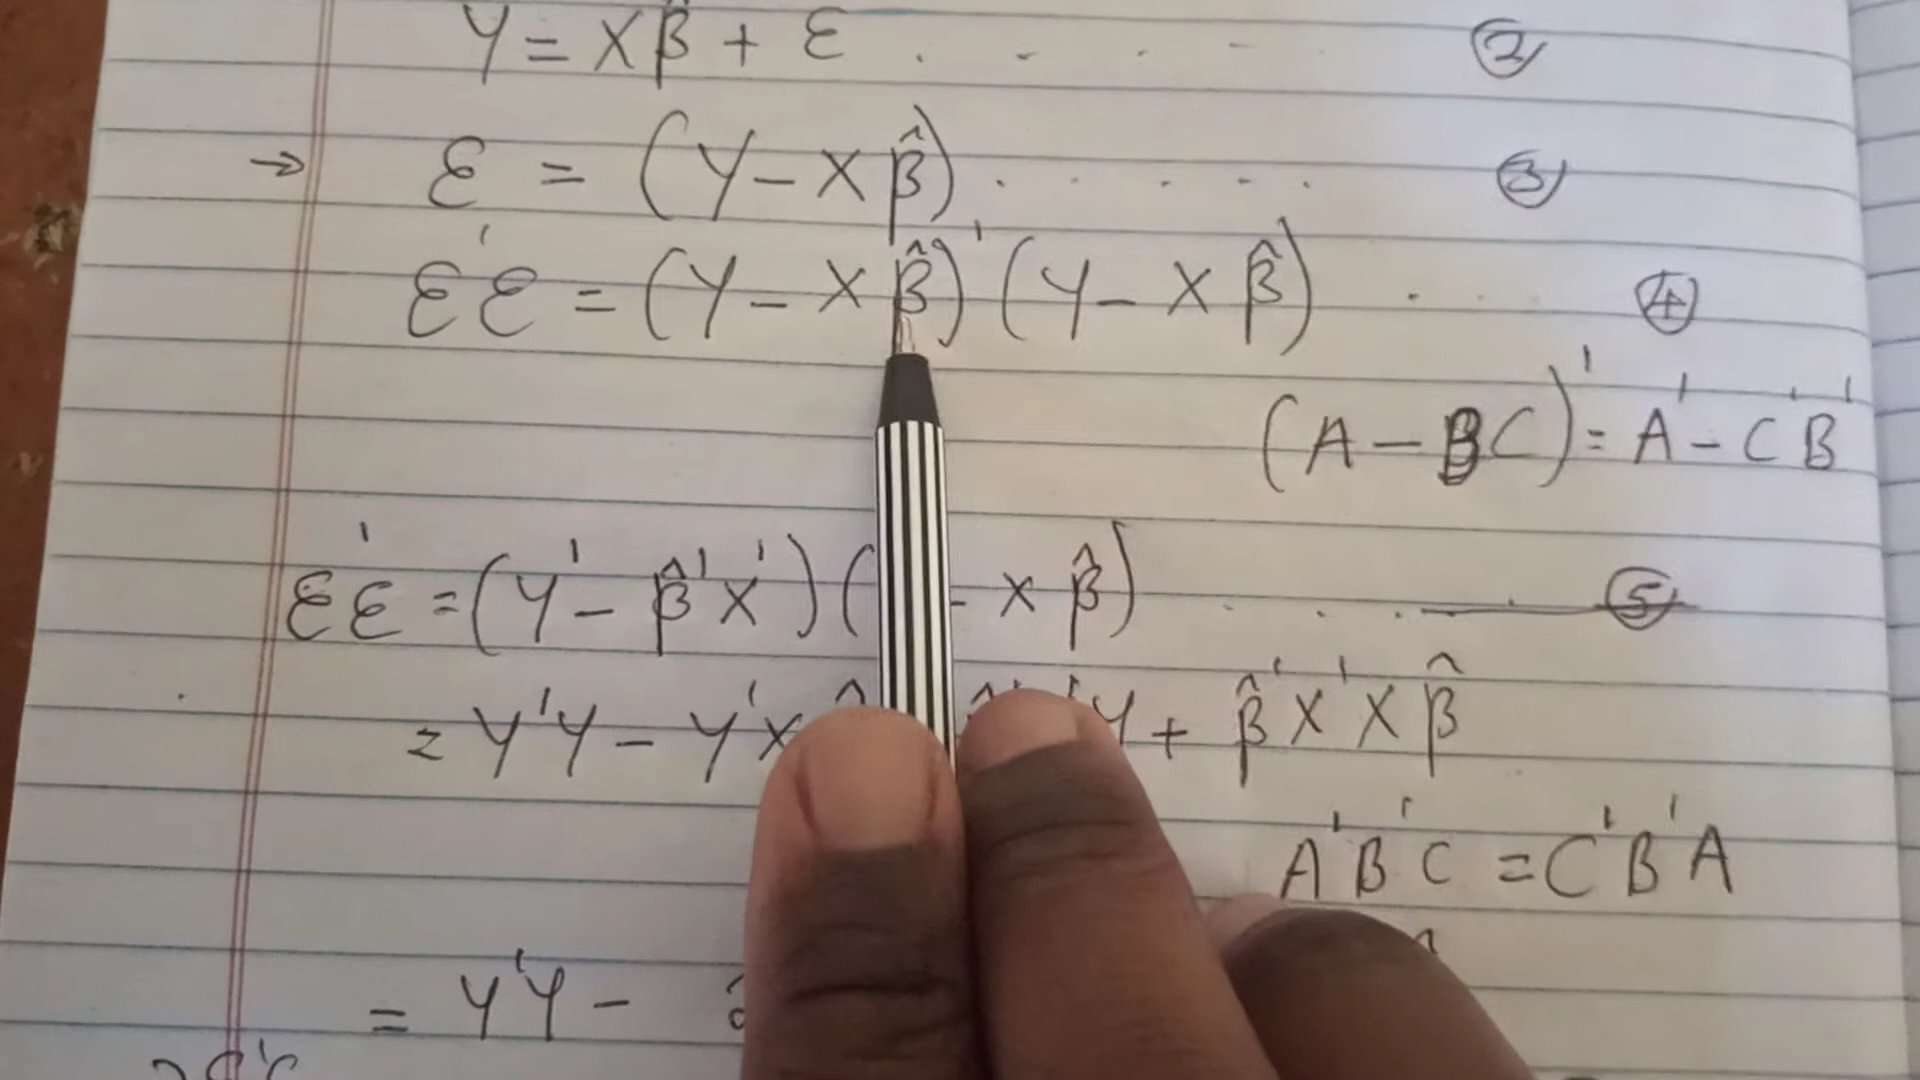 Y = Xβ̂ + ε . . . . ②
→ ε = (Y - Xβ̂) . . . . . ③
ε'ε = (Y - Xβ̂)' (Y - Xβ̂) . . . ④
(A - BC)' = A' - C'B'
ε'ε = (Y' - β̂'X') ( - Xβ̂) . . . ⑤
= Y'Y - Y'X Y + β̂'X'Xβ̂
A'B'C = C'B'A
= Y'Y -